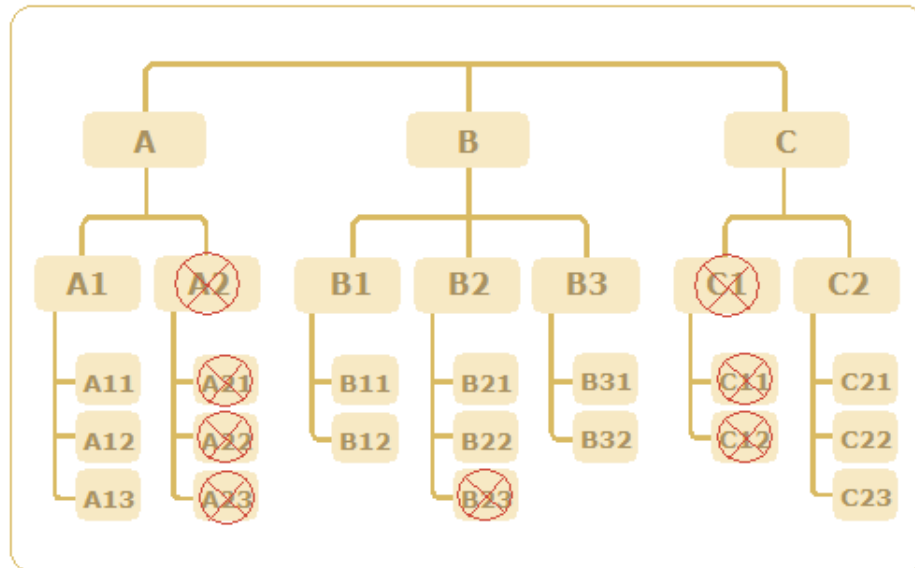 A B C
A1 A2 B1 B2 B3 C1 C2
A11 A21 B11 B21 B31 C11 C21
A12 A22 B12 B22 B32 C12 C22
A13 A23 B23 C23